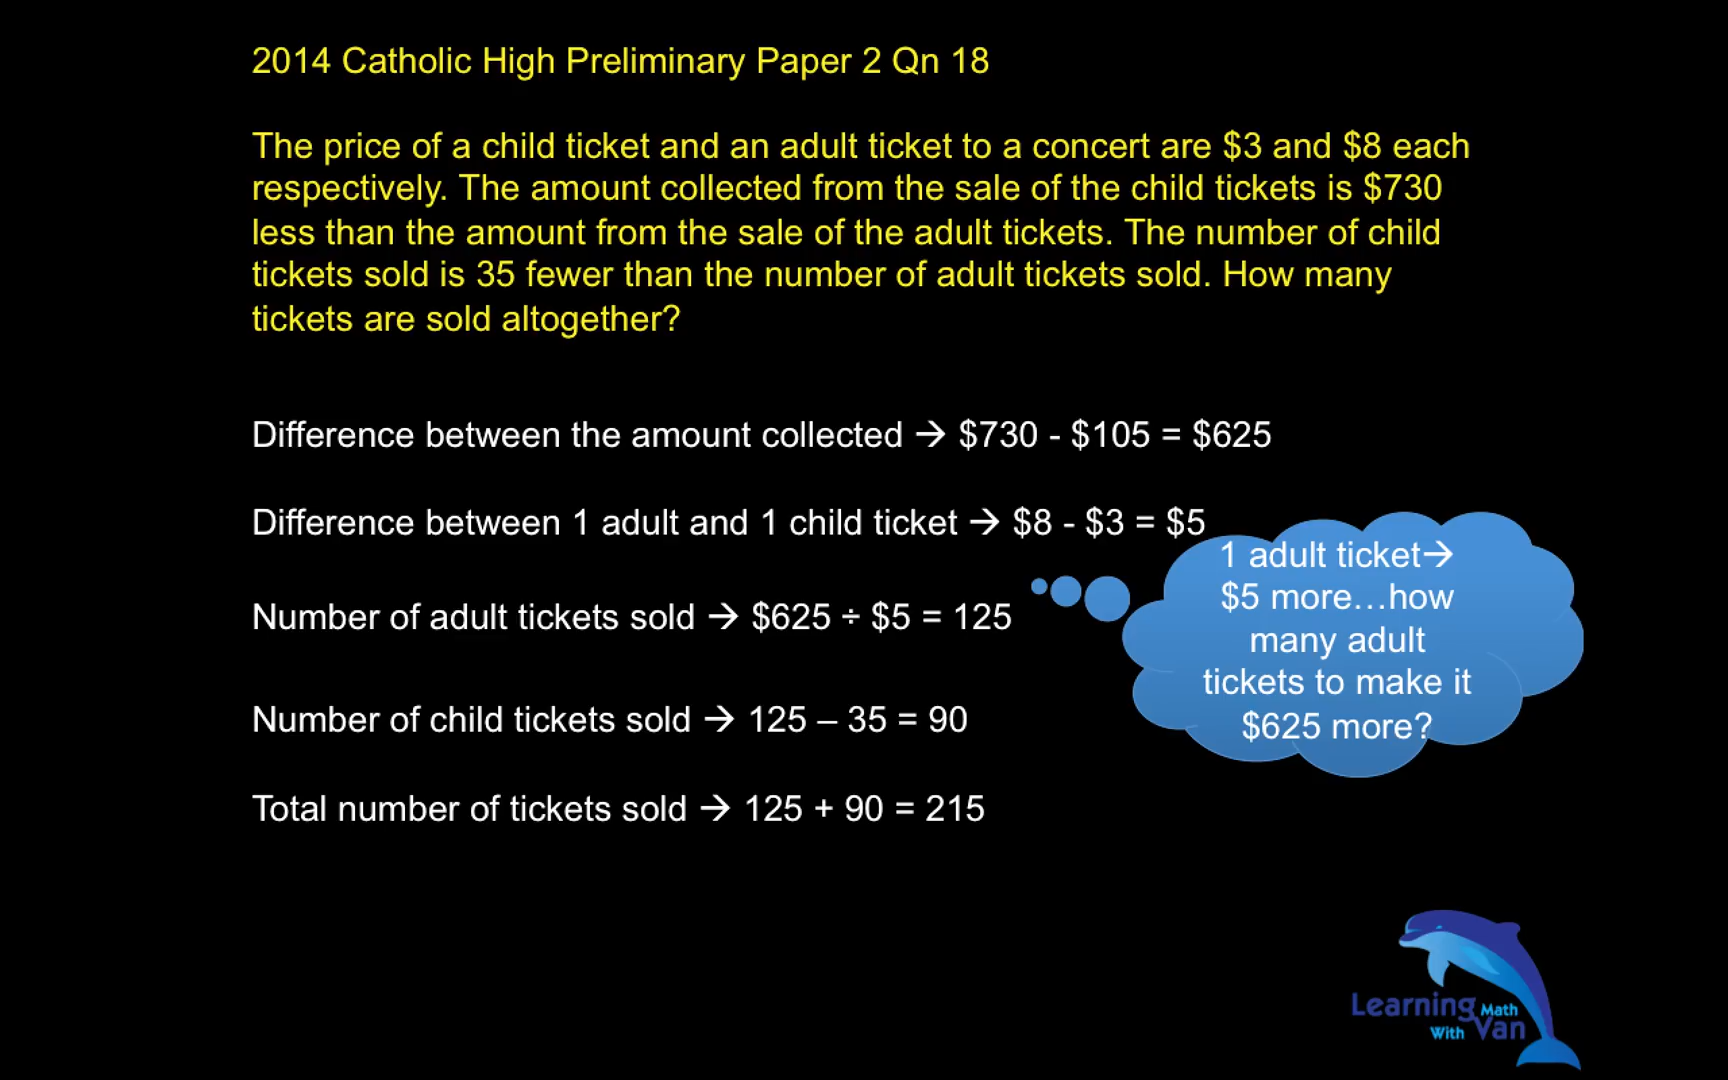 2014 Catholic High Preliminary Paper 2 Qn 18
The price of a child ticket and an adult ticket to a concert are $3 and $8 each
respectively. The amount collected from the sale of the child tickets is $730
less than the amount from the sale of the adult tickets. The number of child
tickets sold is 35 fewer than the number of adult tickets sold. How many
tickets are sold altogether?
Difference between the amount collected → $730 - $105 = $625
Difference between 1 adult and 1 child ticket → $8 - $3 = $5
Number of adult tickets sold → $625 ÷ $5 = 125
1 adult ticket→
$5 more…how
many adult
tickets to make it
$625 more?
Number of child tickets sold → 125 – 35 = 90
Total number of tickets sold → 125 + 90 = 215
Learning Math
With Van